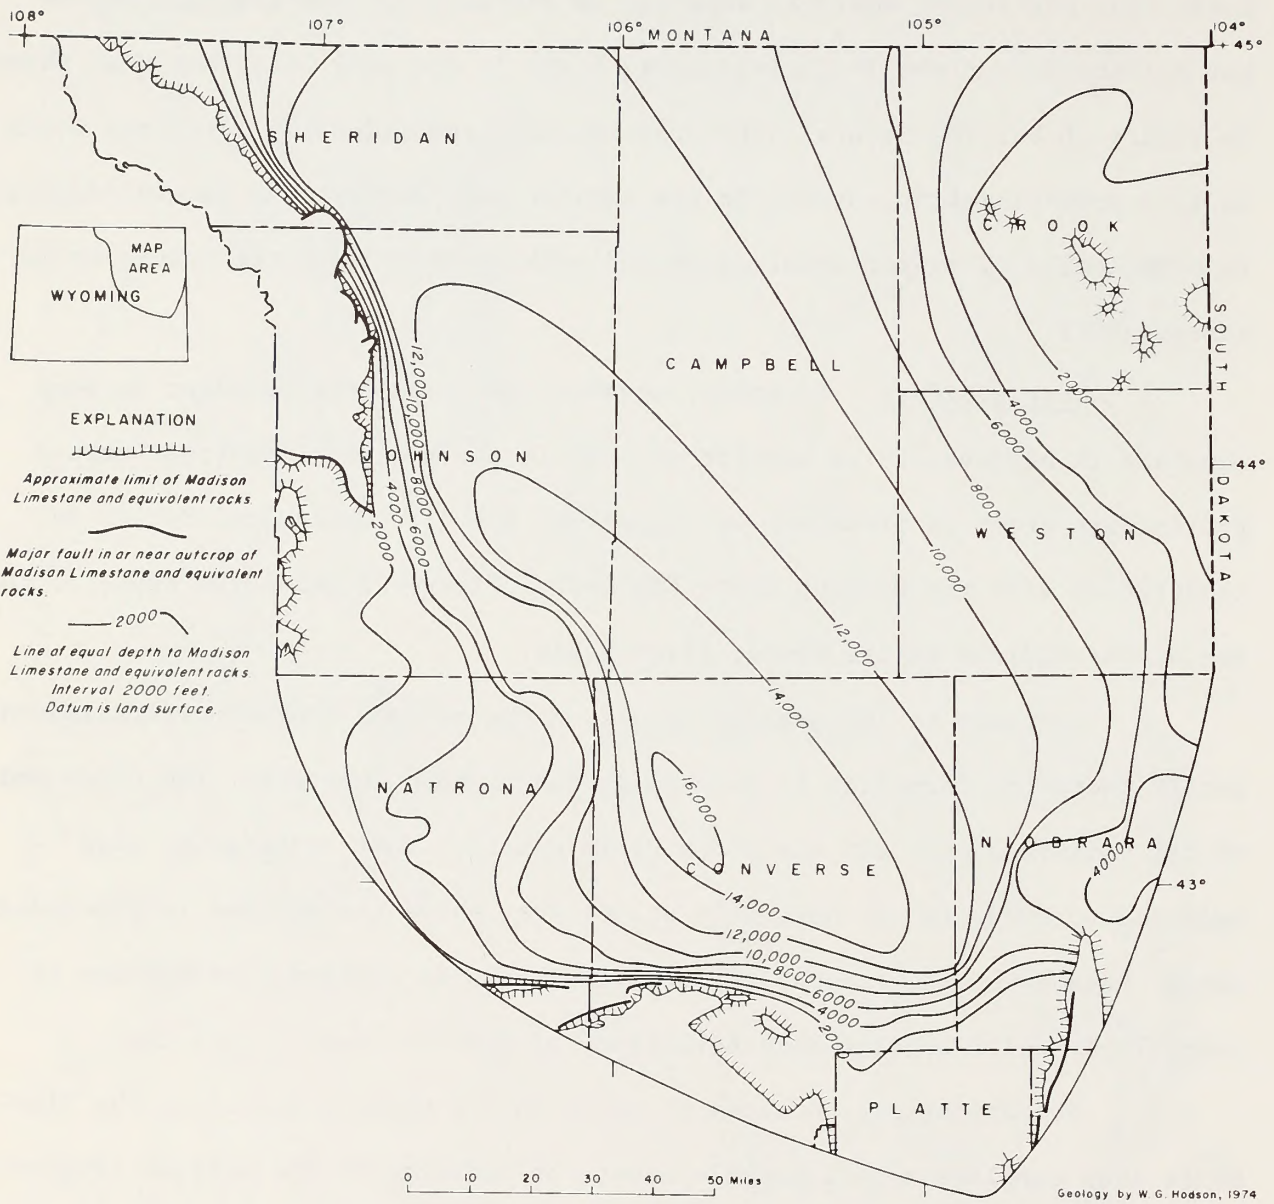 108°
107°
106°
105°
104°
MONTANA
+ 45°
SHERIDAN
CROOK
MAP
AREA
WYOMING
SOUTH
DAKOTA
CAMPBELL
12,000
10,000
8000
6000
4000
2000
2000
4000
6000
8000
10,000
12,000
14,000
EXPLANATION
Approximate limit of Madison
Limestone and equivalent rocks.
Major fault in or near outcrop of
Madison Limestone and equivalent
rocks.
2000
Line of equal depth to Madison
Limestone and equivalent rocks.
Interval 2000 feet.
Datum is land surface.
JOHNSON
44°
WESTON
NATRONA
16,000
NIOBRARA
4000
CONVERSE
43°
14,000
12,000
10,000
8000
6000
4000
2000
PLATTE
0 10 20 30 40 50 Miles
Geology by W. G. Hodson, 1974